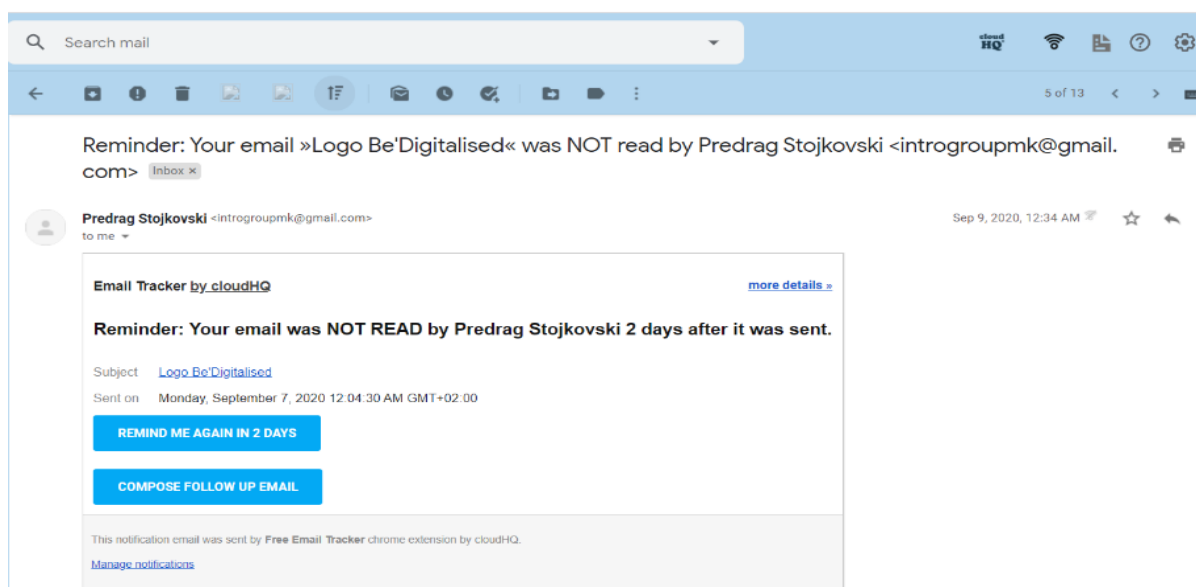 Search mail
cloud
HQ
5 of 13
Reminder: Your email »Logo Be'Digitalised« was NOT read by Predrag Stojkovski <introgroupmk@gmail.
com> Inbox ×
Predrag Stojkovski <introgroupmk@gmail.com>
Sep 9, 2020, 12:34 AM
to me
Email Tracker by cloudHQ
more details »
Reminder: Your email was NOT READ by Predrag Stojkovski 2 days after it was sent.
Subject Logo Be'Digitalised
Sent on Monday, September 7, 2020 12:04:30 AM GMT+02:00
REMIND ME AGAIN IN 2 DAYS
COMPOSE FOLLOW UP EMAIL
This notification email was sent by Free Email Tracker chrome extension by cloudHQ.
Manage notifications